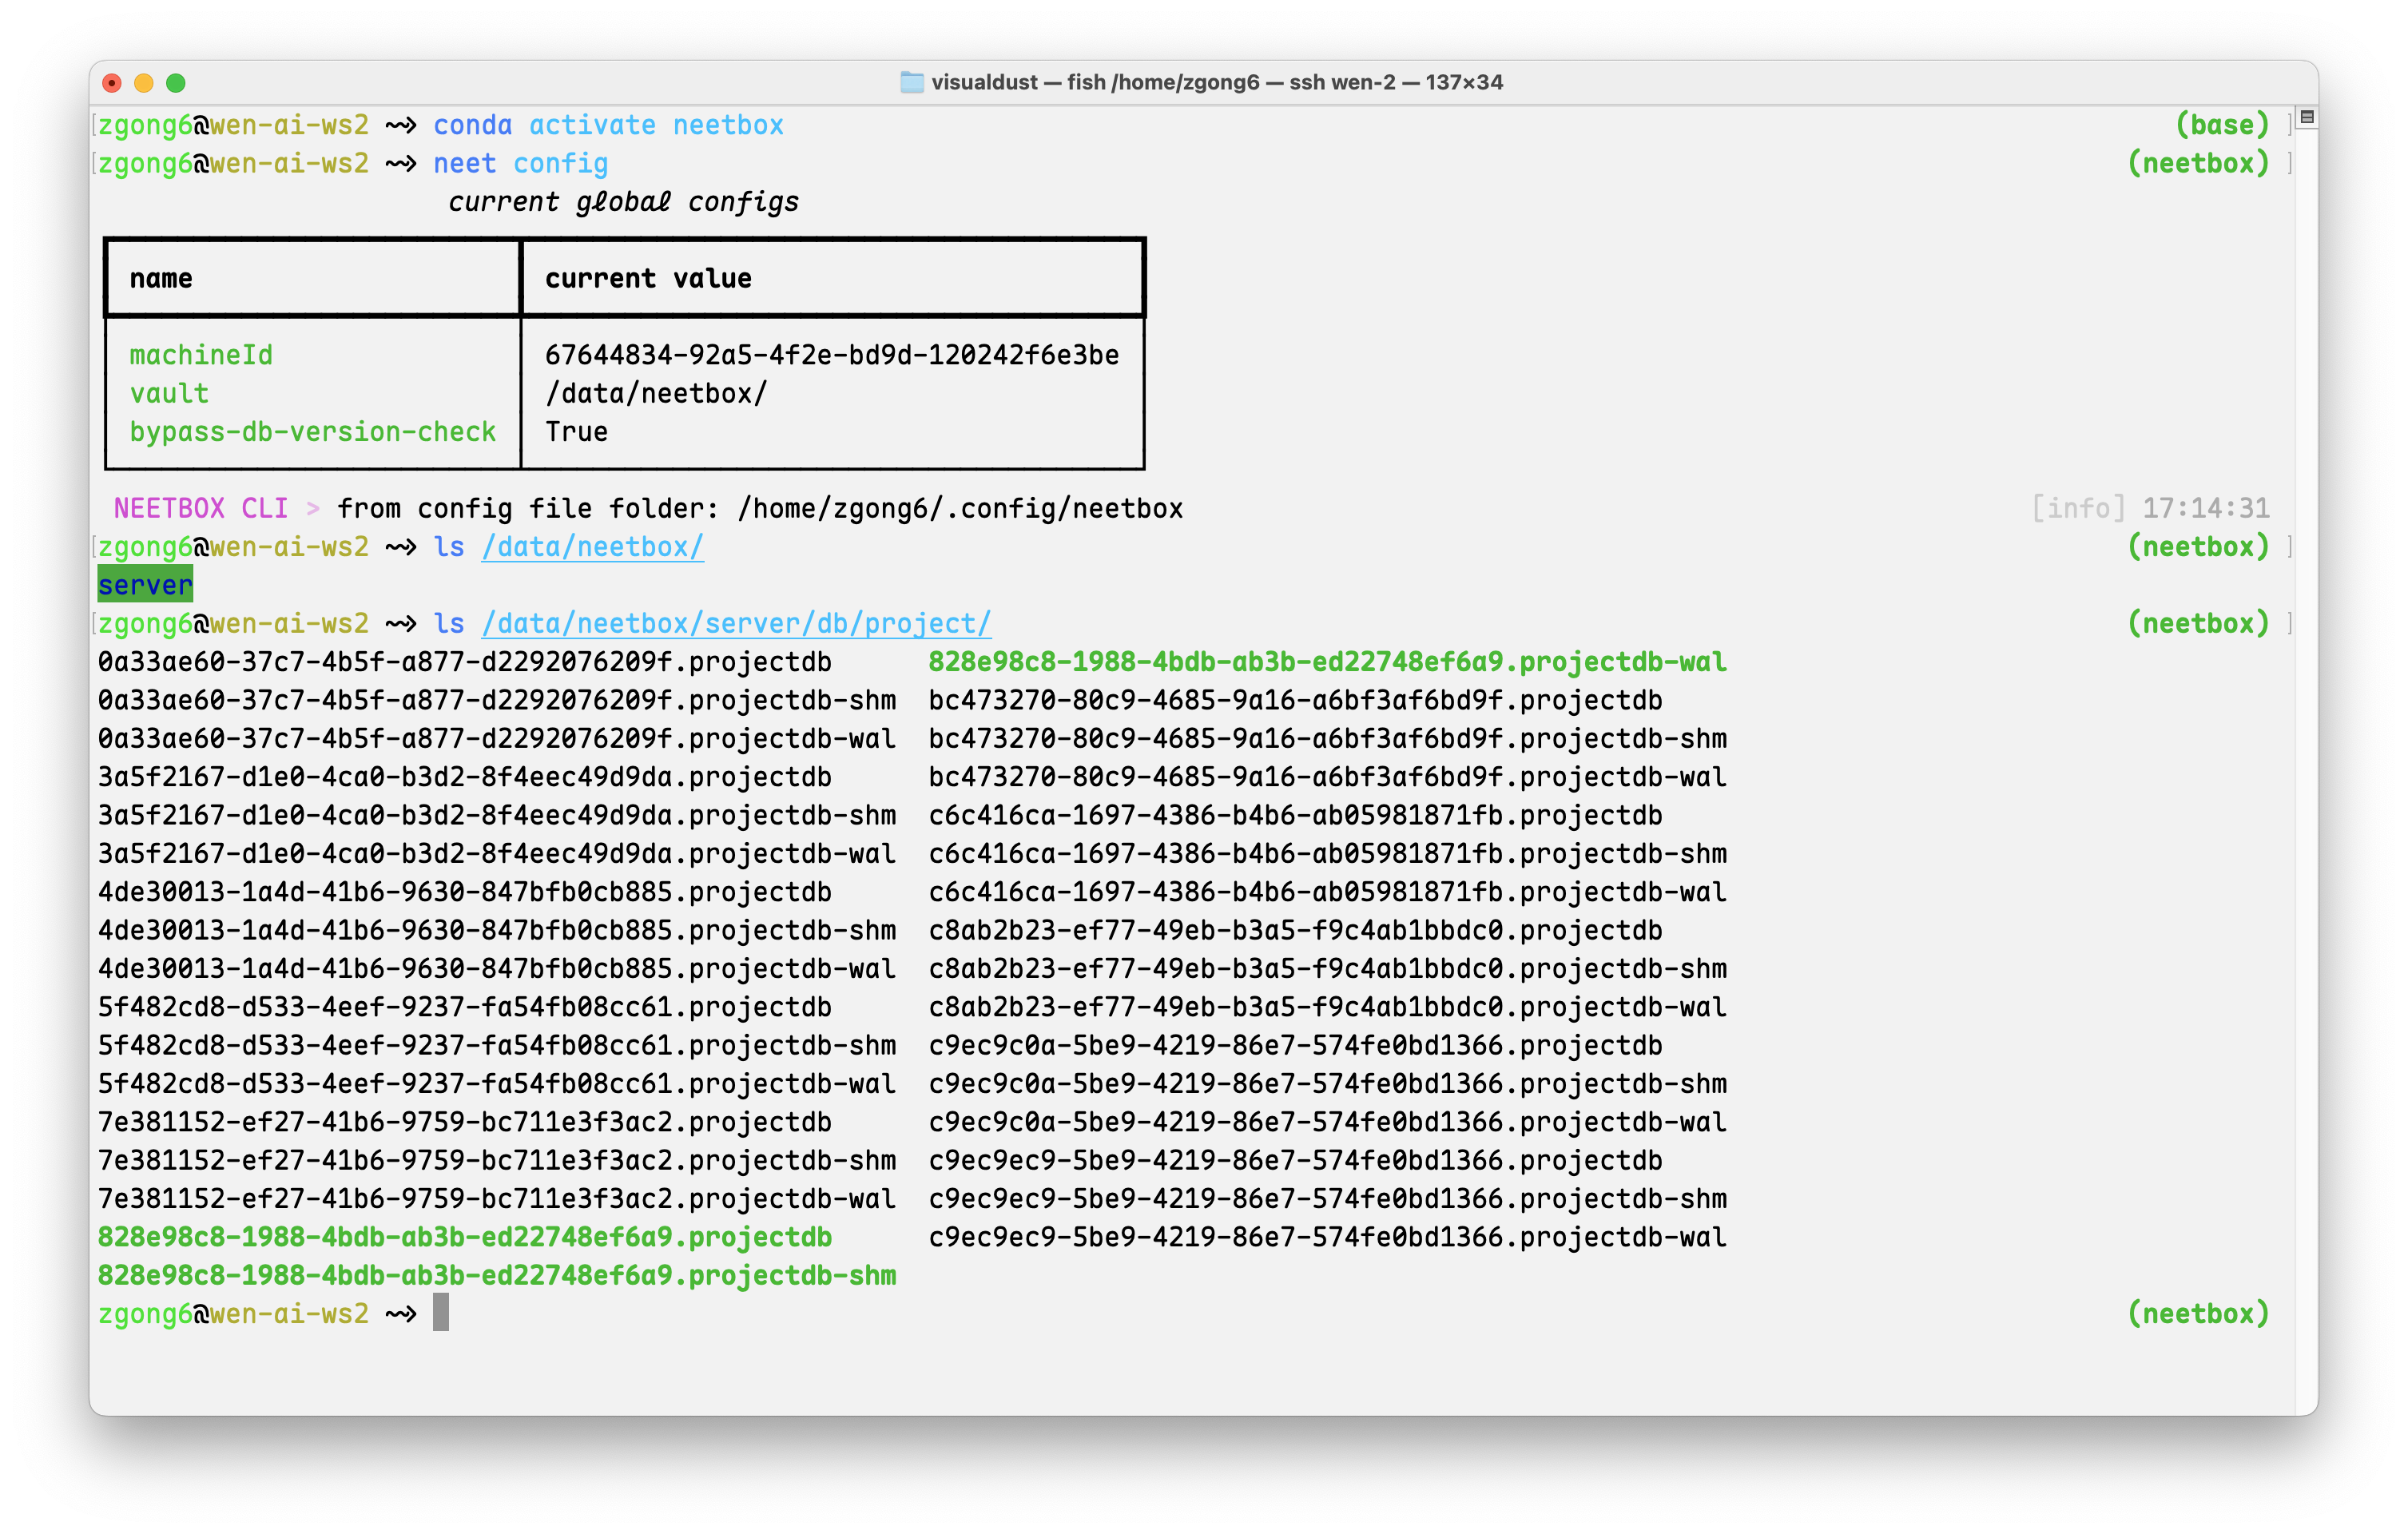 visualdust — fish /home/zgong6 — ssh wen-2 — 137×34
[zgong6@wen-ai-ws2 ~> conda activate neetbox (base) ]
[zgong6@wen-ai-ws2 ~> neet config (neetbox) ]
current global configs
name current value
machineId 67644834-92a5-4f2e-bd9d-120242f6e3be
vault /data/neetbox/
bypass-db-version-check True
NEETBOX CLI > from config file folder: /home/zgong6/.config/neetbox [info] 17:14:31
[zgong6@wen-ai-ws2 ~> ls /data/neetbox/ (neetbox) ]
server
[zgong6@wen-ai-ws2 ~> ls /data/neetbox/server/db/project/ (neetbox) ]
0a33ae60-37c7-4b5f-a877-d2292076209f.projectdb 828e98c8-1988-4bdb-ab3b-ed22748ef6a9.projectdb-wal
0a33ae60-37c7-4b5f-a877-d2292076209f.projectdb-shm bc473270-80c9-4685-9a16-a6bf3af6bd9f.projectdb
0a33ae60-37c7-4b5f-a877-d2292076209f.projectdb-wal bc473270-80c9-4685-9a16-a6bf3af6bd9f.projectdb-shm
3a5f2167-d1e0-4ca0-b3d2-8f4eec49d9da.projectdb bc473270-80c9-4685-9a16-a6bf3af6bd9f.projectdb-wal
3a5f2167-d1e0-4ca0-b3d2-8f4eec49d9da.projectdb-shm c6c416ca-1697-4386-b4b6-ab05981871fb.projectdb
3a5f2167-d1e0-4ca0-b3d2-8f4eec49d9da.projectdb-wal c6c416ca-1697-4386-b4b6-ab05981871fb.projectdb-shm
4de30013-1a4d-41b6-9630-847bfb0cb885.projectdb c6c416ca-1697-4386-b4b6-ab05981871fb.projectdb-wal
4de30013-1a4d-41b6-9630-847bfb0cb885.projectdb-shm c8ab2b23-ef77-49eb-b3a5-f9c4ab1bbdc0.projectdb
4de30013-1a4d-41b6-9630-847bfb0cb885.projectdb-wal c8ab2b23-ef77-49eb-b3a5-f9c4ab1bbdc0.projectdb-shm
5f482cd8-d533-4eef-9237-fa54fb08cc61.projectdb c8ab2b23-ef77-49eb-b3a5-f9c4ab1bbdc0.projectdb-wal
5f482cd8-d533-4eef-9237-fa54fb08cc61.projectdb-shm c9ec9c0a-5be9-4219-86e7-574fe0bd1366.projectdb
5f482cd8-d533-4eef-9237-fa54fb08cc61.projectdb-wal c9ec9c0a-5be9-4219-86e7-574fe0bd1366.projectdb-shm
7e381152-ef27-41b6-9759-bc711e3f3ac2.projectdb c9ec9c0a-5be9-4219-86e7-574fe0bd1366.projectdb-wal
7e381152-ef27-41b6-9759-bc711e3f3ac2.projectdb-shm c9ec9ec9-5be9-4219-86e7-574fe0bd1366.projectdb
7e381152-ef27-41b6-9759-bc711e3f3ac2.projectdb-wal c9ec9ec9-5be9-4219-86e7-574fe0bd1366.projectdb-shm
828e98c8-1988-4bdb-ab3b-ed22748ef6a9.projectdb c9ec9ec9-5be9-4219-86e7-574fe0bd1366.projectdb-wal
828e98c8-1988-4bdb-ab3b-ed22748ef6a9.projectdb-shm
zgong6@wen-ai-ws2 ~> (neetbox)